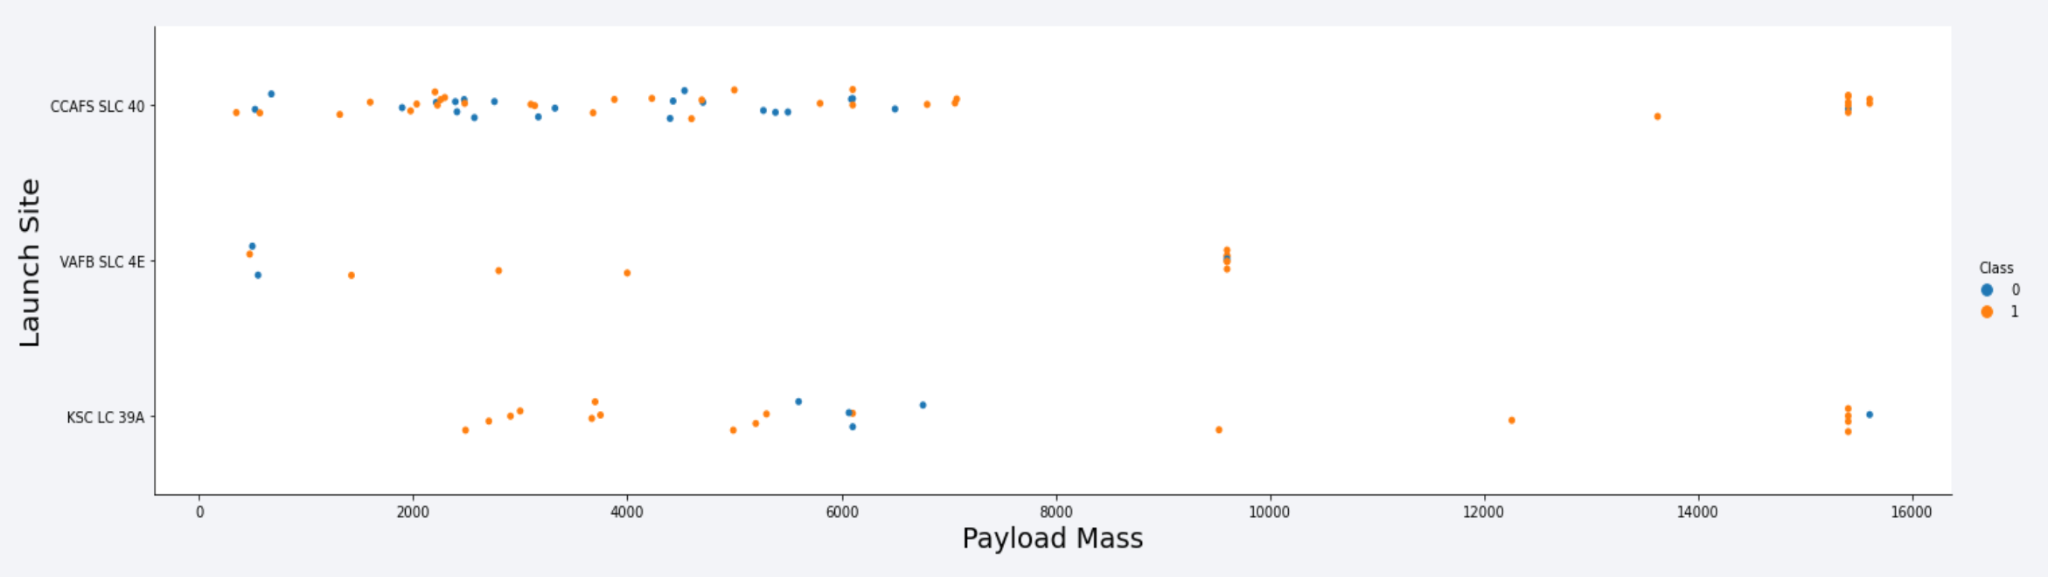 Launch Site
CCAFS SLC 40
VAFB SLC 4E
KSC LC 39A
0 2000 4000 6000 8000 10000 12000 14000 16000
Payload Mass
Class
0
1